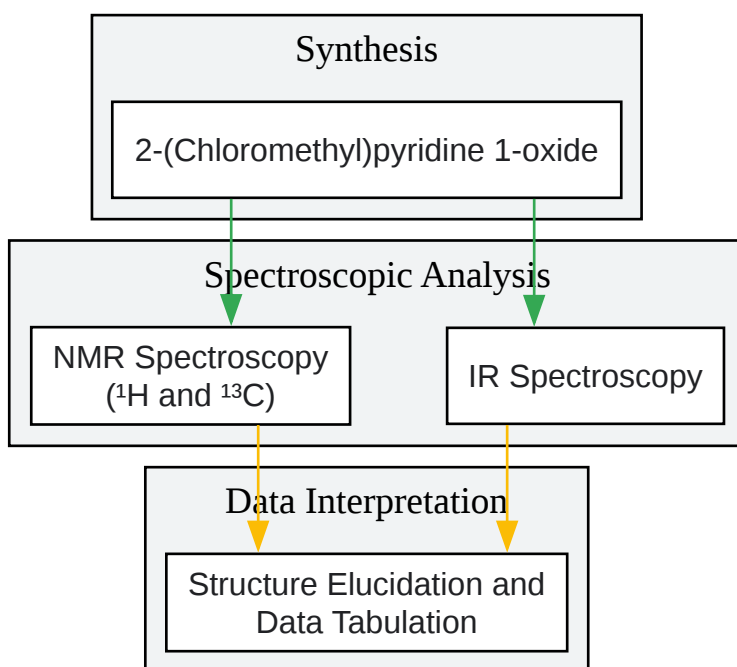 Synthesis
2-(Chloromethyl)pyridine 1-oxide
Spectroscopic Analysis
NMR Spectroscopy
(¹H and ¹³C)
IR Spectroscopy
Data Interpretation
Structure Elucidation and
Data Tabulation